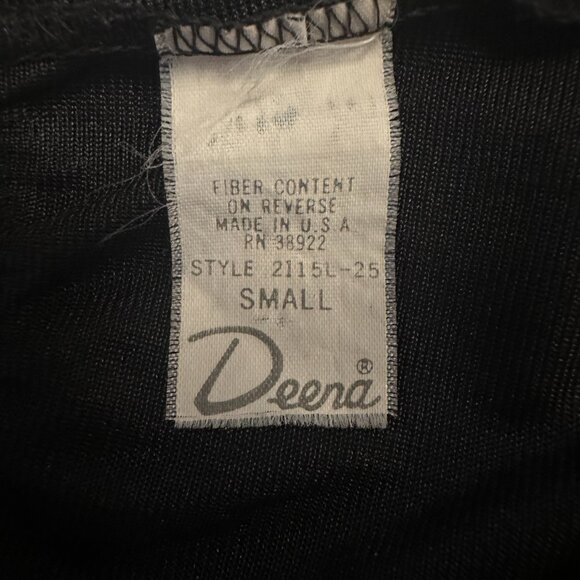 FIBER CONTENT
ON REVERSE
MADE IN U.S.A.
RN 38922
STYLE 2115L-25
SMALL
Deena®